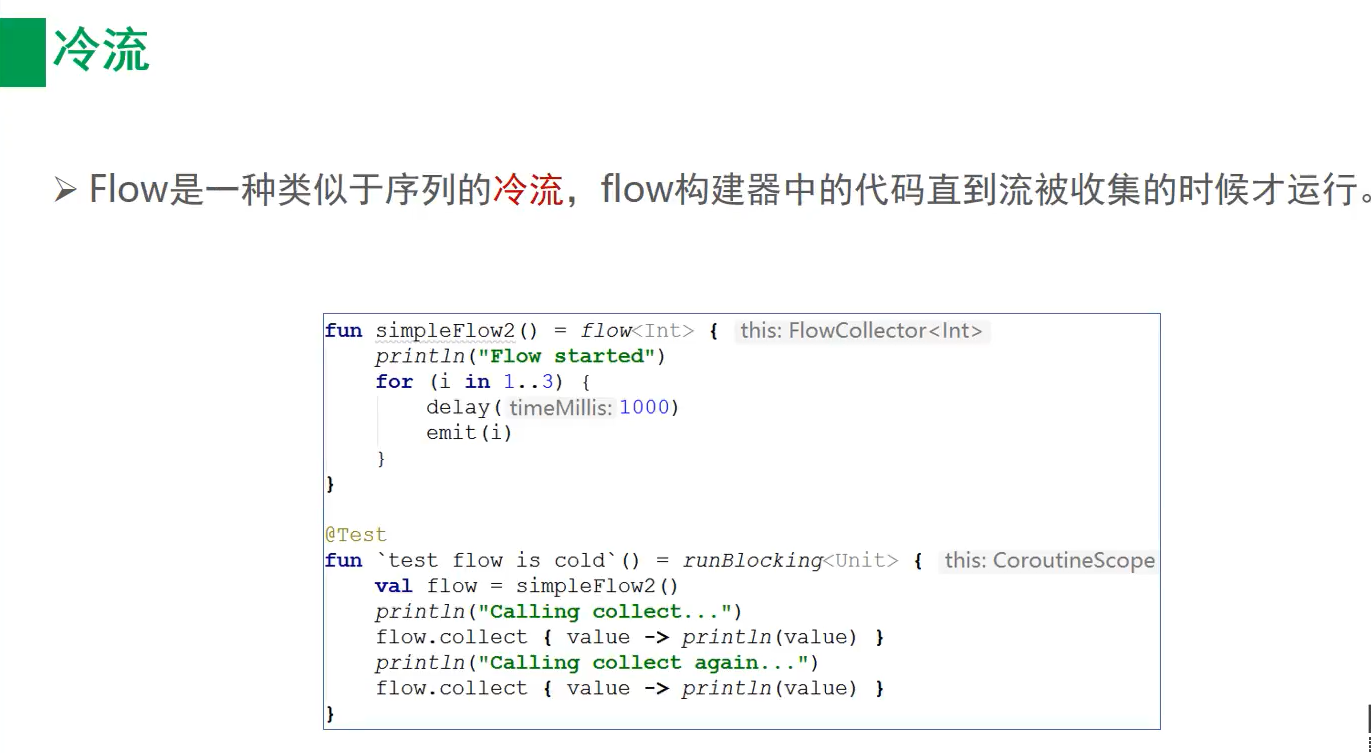 冷流
Flow是一种类似于序列的冷流，flow构建器中的代码直到流被收集的时候才运行。
fun simpleFlow2() = flow<Int> { this: FlowCollector<Int>
println("Flow started")
for (i in 1..3) {
delay( timeMillis: 1000)
emit(i)
}
}
@Test
fun `test flow is cold`() = runBlocking<Unit> { this: CoroutineScope
val flow = simpleFlow2()
println("Calling collect...")
flow.collect { value -> println(value) }
println("Calling collect again...")
flow.collect { value -> println(value) }
}